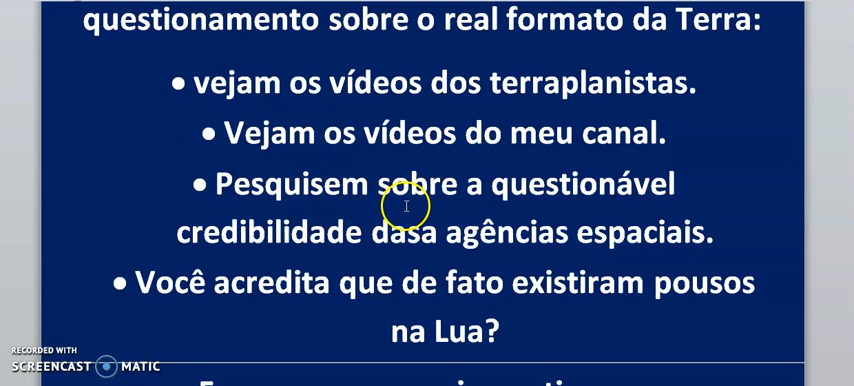 questionamento sobre o real formato da Terra:
• vejam os vídeos dos terraplanistas.
• Vejam os vídeos do meu canal.
• Pesquisem sobre a questionável
credibilidade dasa agências espaciais.
• Você acredita que de fato existiram pousos
na Lua?
RECORDED WITH
SCREENCAST MATIC